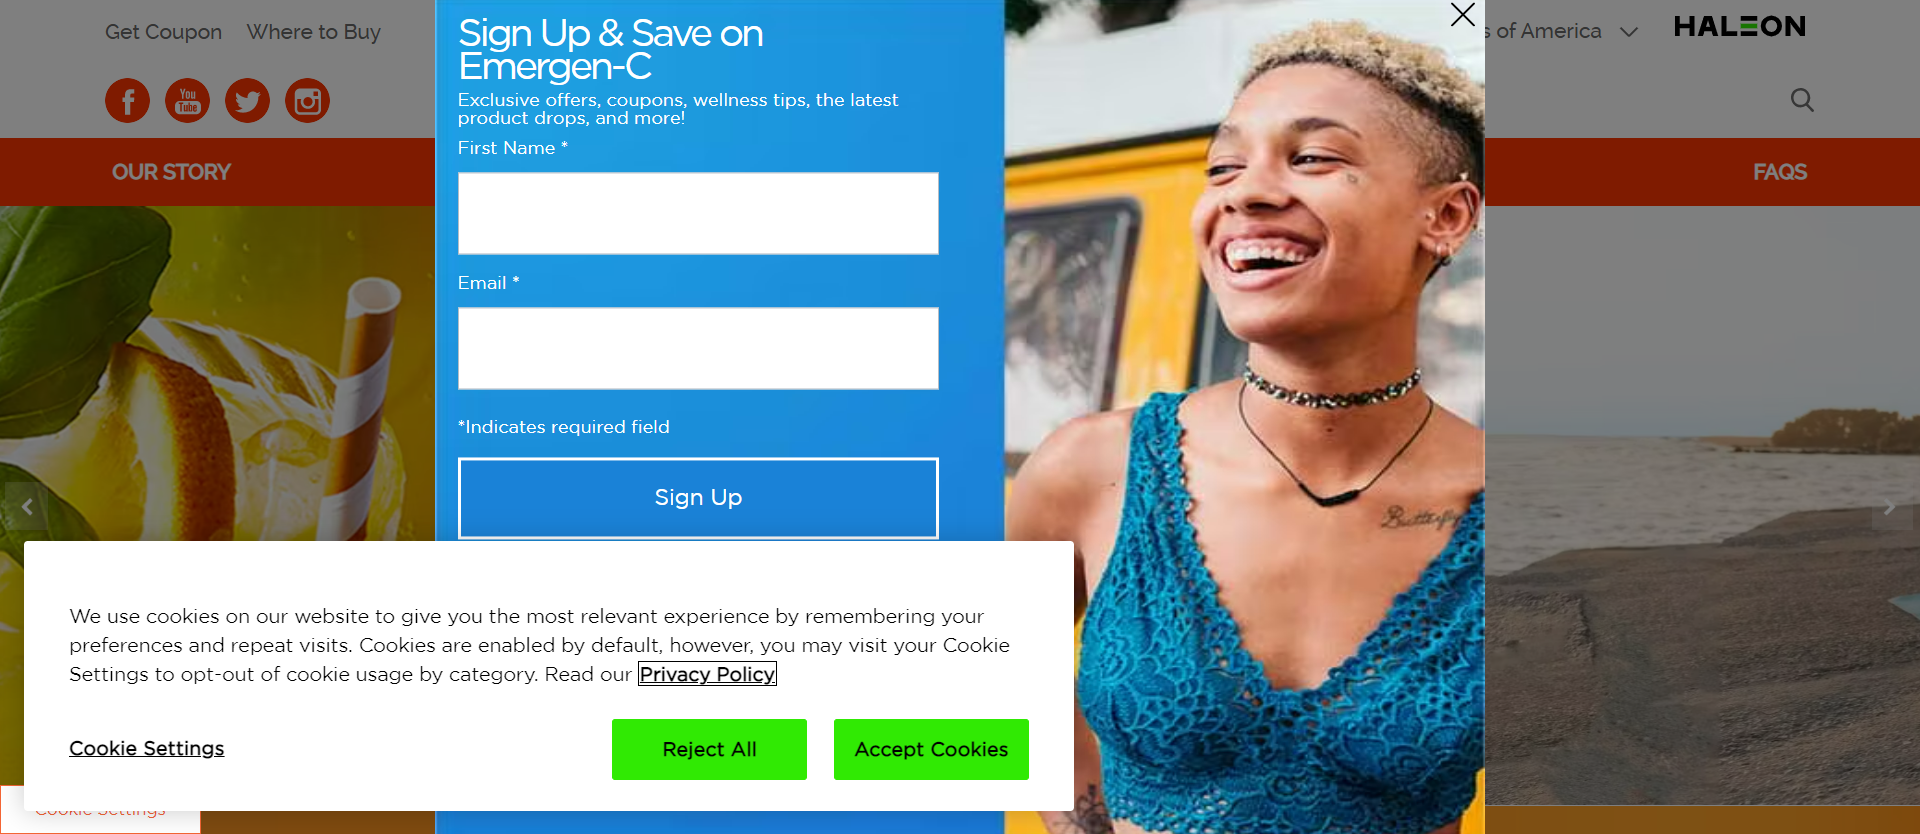 Get Coupon
Where to Buy
You
Tube
OUR STORY
Sign Up & Save on
Emergen-C
Exclusive offers, coupons, wellness tips, the latest
product drops, and more!
First Name *
Email *
*Indicates required field
Sign Up
of America
HALEON
FAQS
Butterfly
We use cookies on our website to give you the most relevant experience by remembering your
preferences and repeat visits. Cookies are enabled by default, however, you may visit your Cookie
Settings to opt-out of cookie usage by category. Read our Privacy Policy
Cookie Settings
Reject All
Accept Cookies
Cookie Settings